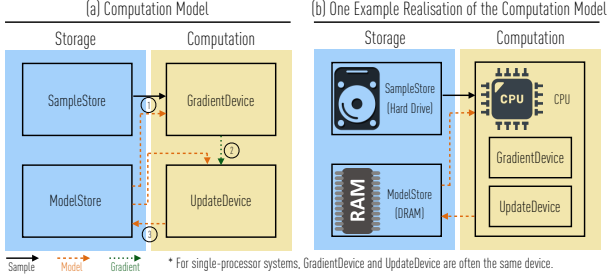 (a) Computation Model
(b) One Example Realisation of the Computation Model
Storage
Computation
SampleStore
GradientDevice
1
2
ModelStore
UpdateDevice
3
Storage
Computation
SampleStore
(Hard Drive)
CPU
CPU
GradientDevice
RAM
ModelStore
(DRAM)
UpdateDevice
Sample
Model
Gradient
* For single-processor systems, GradientDevice and UpdateDevice are often the same device.